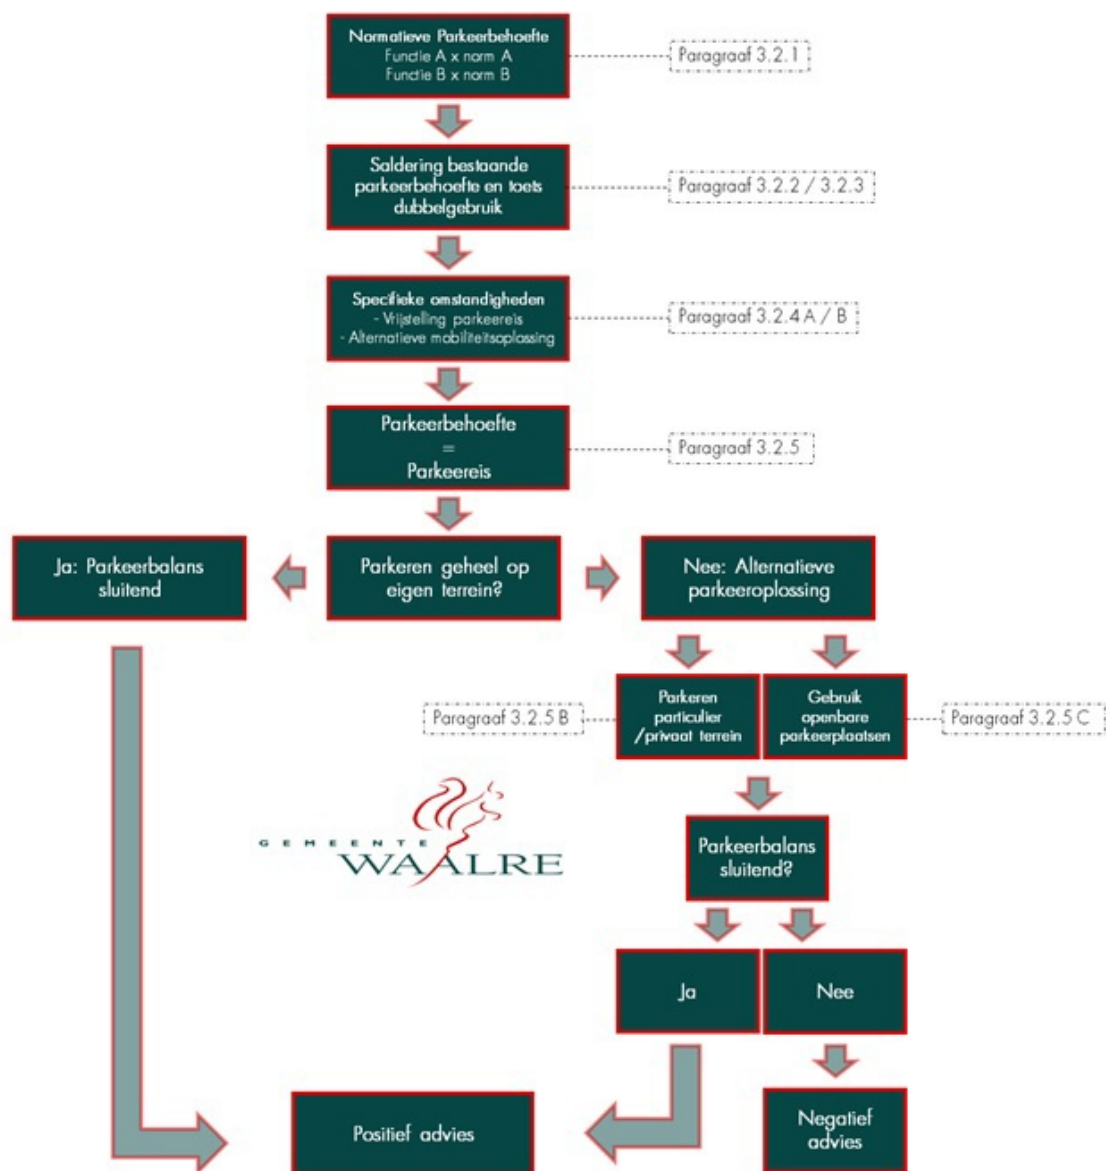 Normatieve Parkeerbehoefte
Functie A x norm A
Functie B x norm B
Paragraaf 3.2.1
Saldering bestaande
parkeerbehoefte en toets
dubbelgebruik
Paragraaf 3.2.2 / 3.2.3
Specifieke omstandigheden
- Vrijstelling parkeereis
- Alternatieve mobiliteitsoplossing
Paragraaf 3.2.4 A / B
Parkeerbehoefte
=
Parkeereis
Paragraaf 3.2.5
Ja: Parkeerbalans
sluitend
Parkeren geheel op
eigen terrein?
Nee: Alternatieve
parkeeroplossing
Paragraaf 3.2.5 B
Parkeren
particulier
/privaat terrein
Gebruik
openbare
parkeerplaatsen
Paragraaf 3.2.5 C
GEMEENTE
WAALRE
Parkeerbalans
sluitend?
Ja
Nee
Positief advies
Negatief
advies